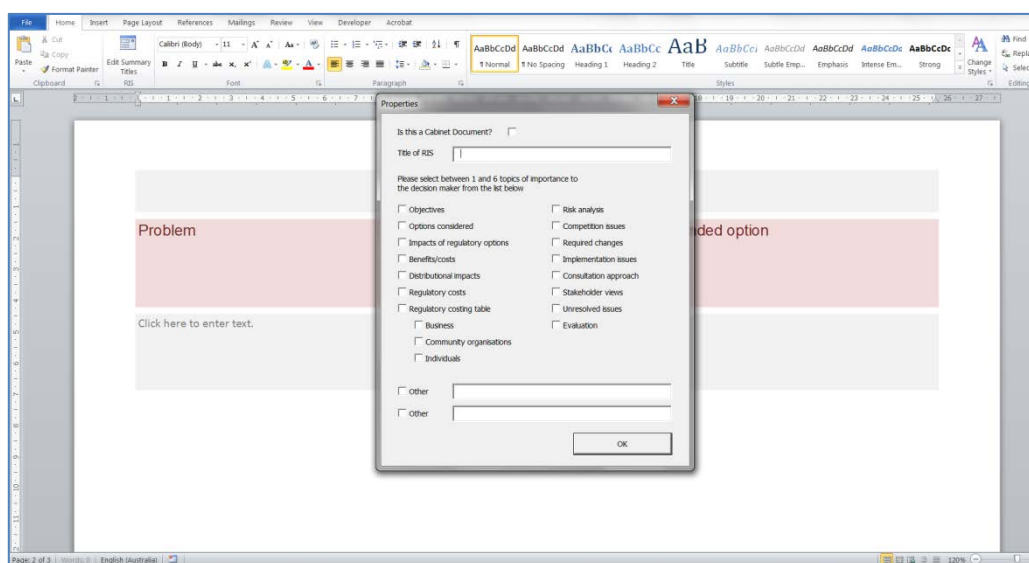 File Home Insert Page Layout References Mailings Review View Developer Acrobat
Cut
Copy
Paste
Format Painter
Clipboard
Edit Summary
Titles
RIS
Calibri (Body) 11
Font
Paragraph
AaBbCcDd AaBbCcDd AaBbCc AaBbCc AaB AaBbCcI AaBbCcDd AaBbCcDd AaBbCcDc AaBbCcDc
¶ Normal ¶ No Spacing Heading 1 Heading 2 Title Subtitle Subtle Emp... Emphasis Intense Em... Strong
Change
Styles
Styles
Find
Repl
Selec
Editing
Properties
Is this a Cabinet Document?
Title of RIS
Please select between 1 and 6 topics of importance to
the decision maker from the list below
Objectives
Options considered
Impacts of regulatory options
Benefits/costs
Distributional impacts
Regulatory costs
Regulatory costing table
Business
Community organisations
Individuals
Risk analysis
Competition issues
Required changes
Implementation issues
Consultation approach
Stakeholder views
Unresolved issues
Evaluation
Other
Other
OK
Problem
nded option
Click here to enter text.
Page: 2 of 3 Words: 0 English (Australia) 120%